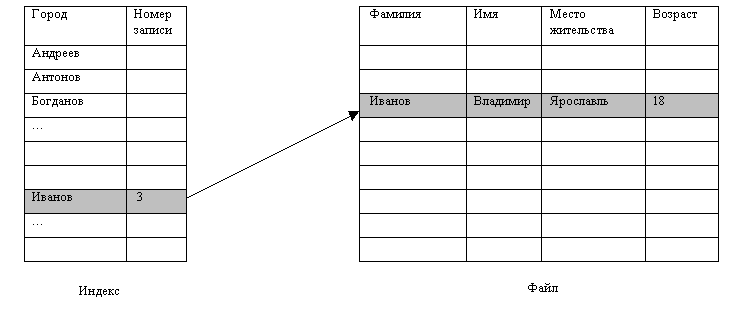 Город Номер записи
Андреев
Антонов
Богданов
...
Иванов 3
...
Индекс
Фамилия Имя Место жительства Возраст
Иванов Владимир Ярославль 18
Файл